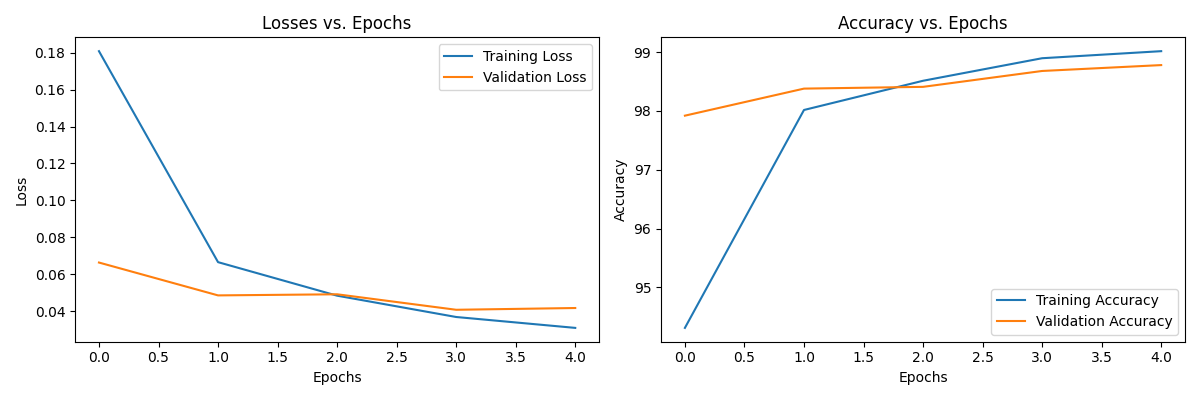 Losses vs. Epochs
Training Loss
Validation Loss
0.18
0.16
0.14
0.12
0.10
0.08
0.06
0.04
Loss
0.0 0.5 1.0 1.5 2.0 2.5 3.0 3.5 4.0
Epochs
Accuracy vs. Epochs
99
98
97
96
95
Accuracy
Training Accuracy
Validation Accuracy
0.0 0.5 1.0 1.5 2.0 2.5 3.0 3.5 4.0
Epochs